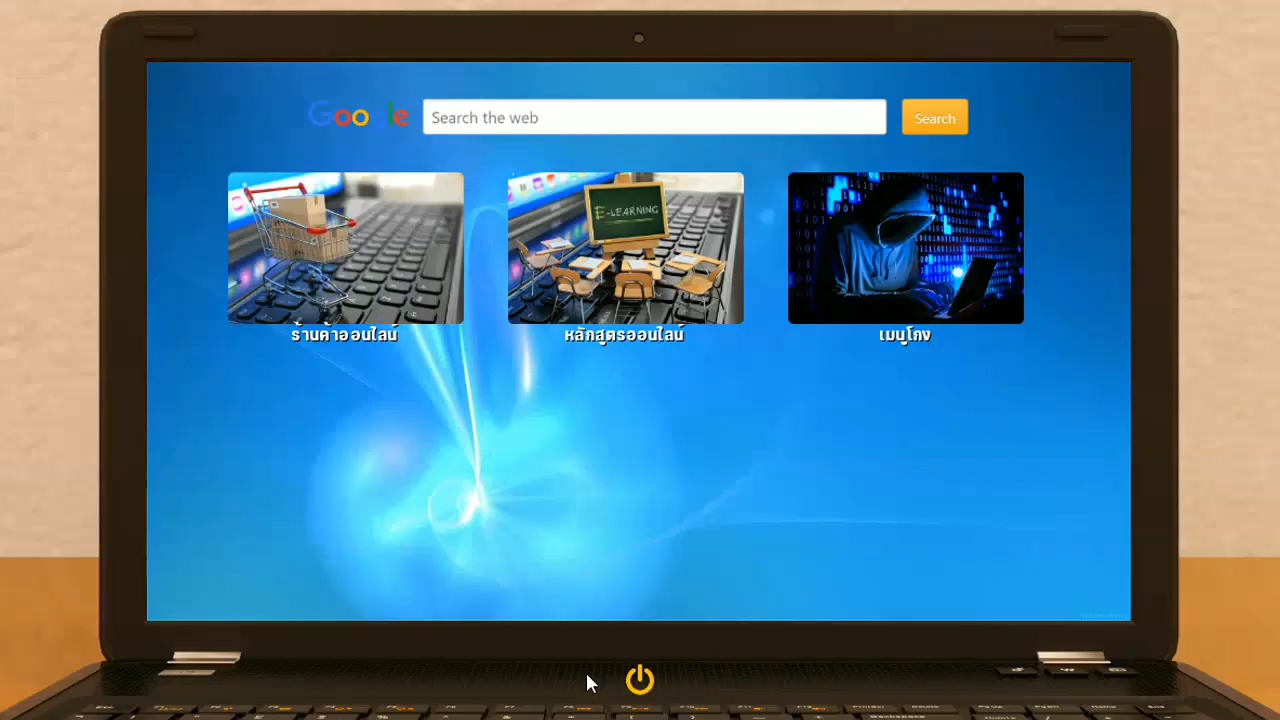 Google
Search the web
Search
E-LEARNING
ร้านค้าออนไลน์
หลักสูตรออนไลน์
เมนูโกง